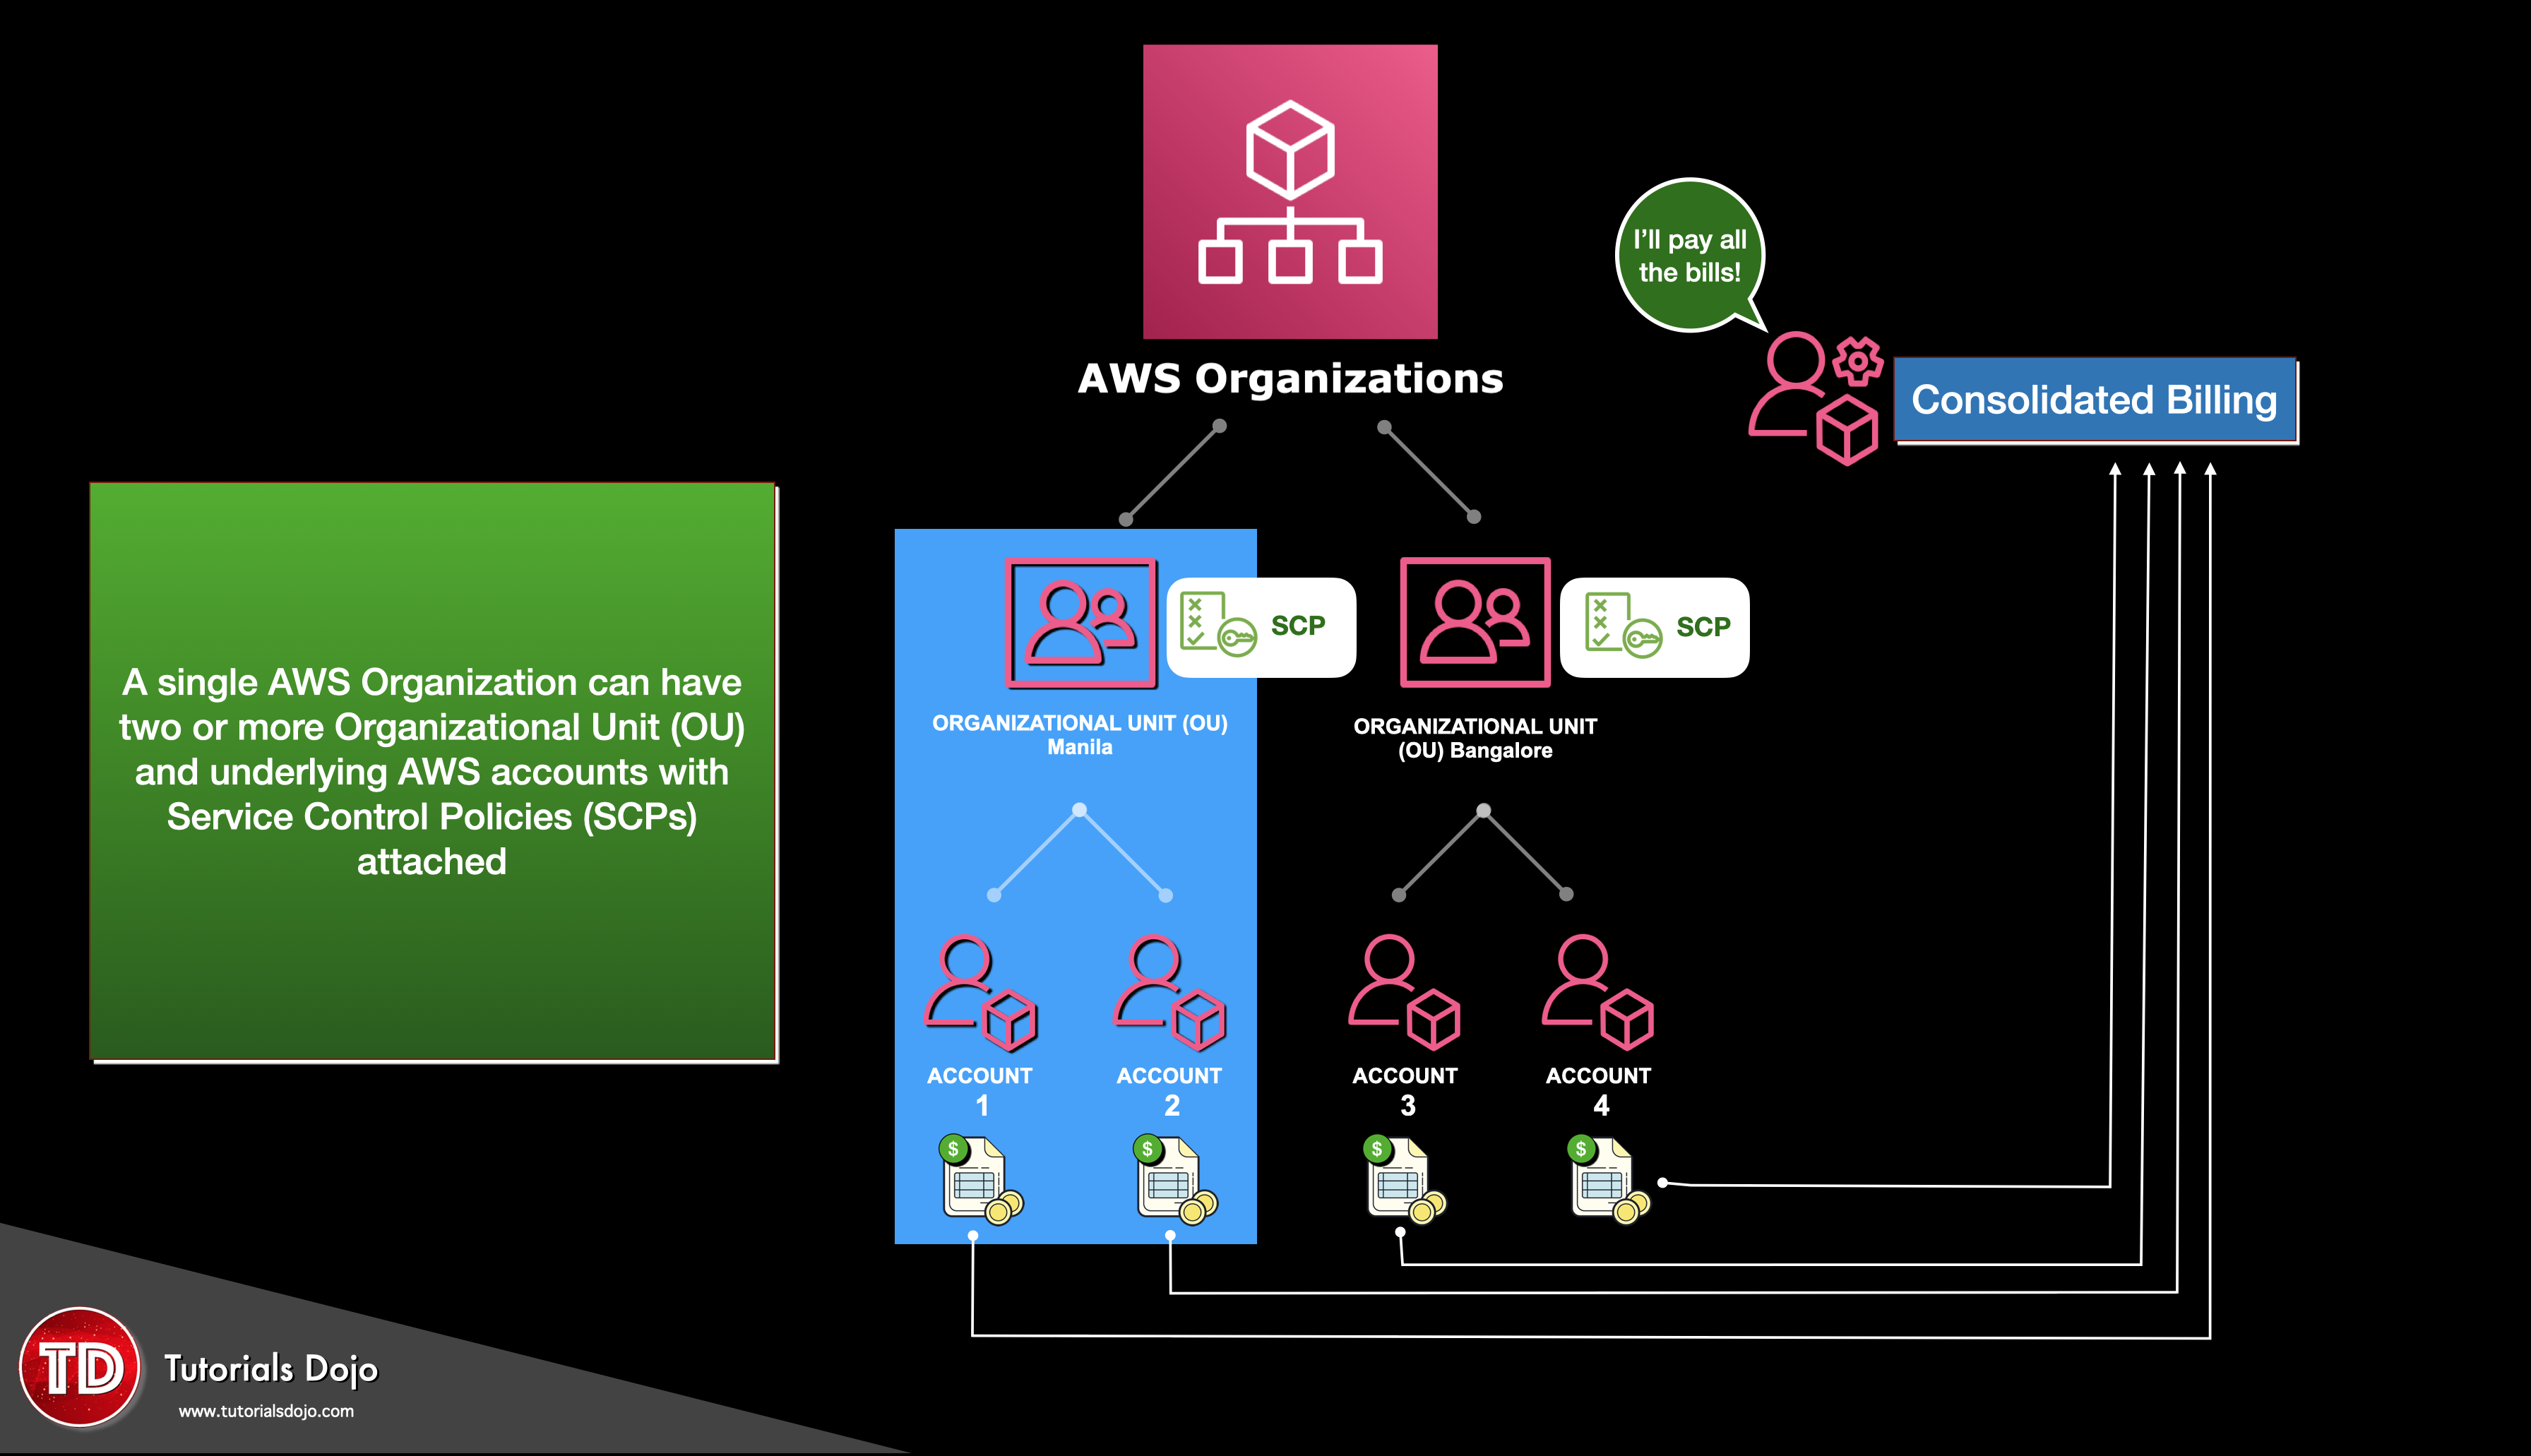 I'll pay all
the bills!
AWS Organizations
Consolidated Billing
A single AWS Organization can have
two or more Organizational Unit (OU)
and underlying AWS accounts with
Service Control Policies (SCPs)
attached
SCP
SCP
ORGANIZATIONAL UNIT (OU)
Manila
ORGANIZATIONAL UNIT
(OU) Bangalore
ACCOUNT
1
ACCOUNT
2
ACCOUNT
3
ACCOUNT
4
$
$
$
$
TD
Tutorials Dojo
www.tutorialsdojo.com